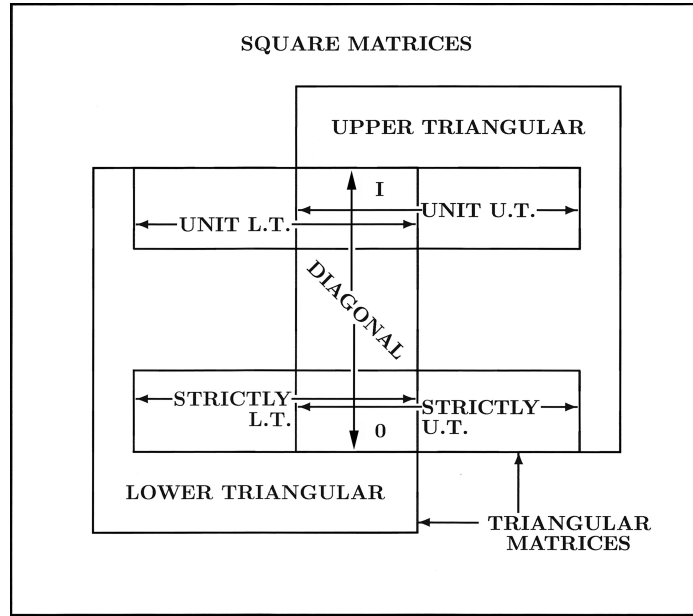 SQUARE MATRICES
UPPER TRIANGULAR
I
UNIT L.T.
UNIT U.T.
DIAGONAL
STRICTLY
L.T.
STRICTLY
U.T.
0
LOWER TRIANGULAR
TRIANGULAR
MATRICES